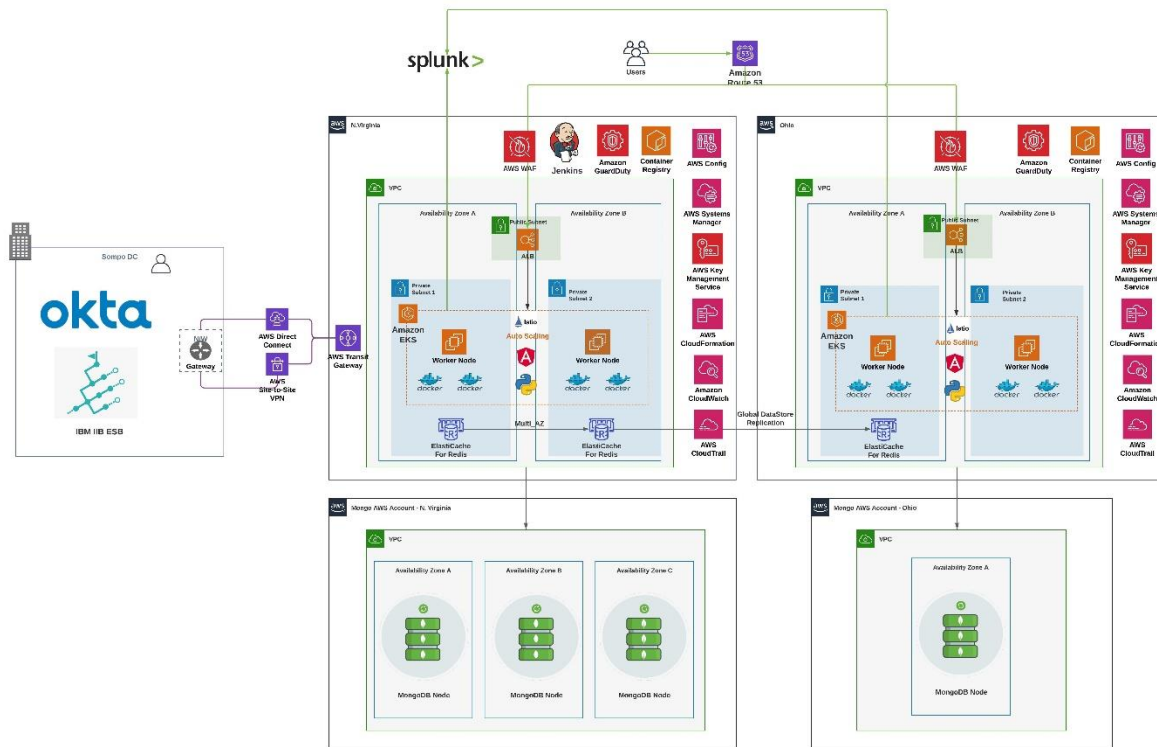 splunk>
Users
53
Amazon
Route 53
aws
N.Virginia
AWS WAF
Jenkins
Amazon
GuardDuty
Container
Registry
AWS Config
VPC
Availability Zone A
Availability Zone B
Public Subnet
ALB
AWS Systems
Manager
Private
Subnet 1
Private
Subnet 2
AWS Key
Management
Service
Amazon
EKS
Istio
Auto Scaling
Worker Node
Worker Node
docker
docker
docker
docker
AWS
CloudFormation
Amazon
CloudWatch
ElastiCache
For Redis
Multi_AZ
ElastiCache
For Redis
AWS
CloudTrail
Global DataStore
Replication
aws
Ohio
AWS WAF
Amazon
GuardDuty
Container
Registry
AWS Config
VPC
Availability Zone A
Availability Zone B
Public Subnet
ALB
AWS Systems
Manager
Private
Subnet 1
Private
Subnet 2
AWS Key
Management
Service
Amazon
EKS
Istio
Auto Scaling
Worker Node
Worker Node
docker
docker
docker
docker
AWS
CloudFormation
Amazon
CloudWatch
ElastiCache
For Redis
AWS
CloudTrail
Sompo DC
okta
IBM IIB ESB
NW
Gateway
AWS Direct
Connect
AWS
Site-to-Site
VPN
AWS Transit
Gateway
aws
Mongo AWS Account - N. Virginia
VPC
Availability Zone A
Availability Zone B
Availability Zone C
MongoDB Node
MongoDB Node
MongoDB Node
aws
Mongo AWS Account - Ohio
VPC
Availability Zone A
MongoDB Node